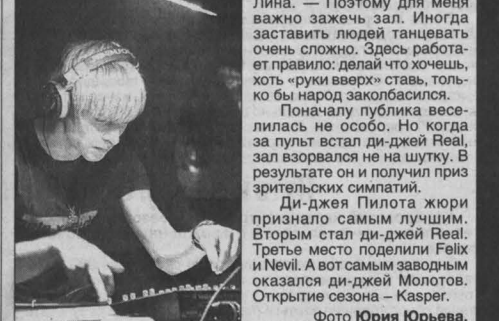 Лина. — Поэтому для меня
важно зажечь зал. Иногда
заставить людей танцевать
очень сложно. Здесь работа-
ет правило: делай что хочешь,
хоть «руки вверх» ставь, толь-
ко бы народ заколбасился.
Поначалу публика весе-
лилась не особо. Но когда
за пульт встал ди-джей Real,
зал взорвался не на шутку. В
результате он и получил приз
зрительских симпатий.
Ди-джея Пилота жюри
признало самым лучшим.
Вторым стал ди-джей Real.
Третье место поделили Felix
и Nevil. А вот самым заводным
оказался ди-джей Молотов.
Открытие сезона – Kasper.
Фото Юрия Юрьева.